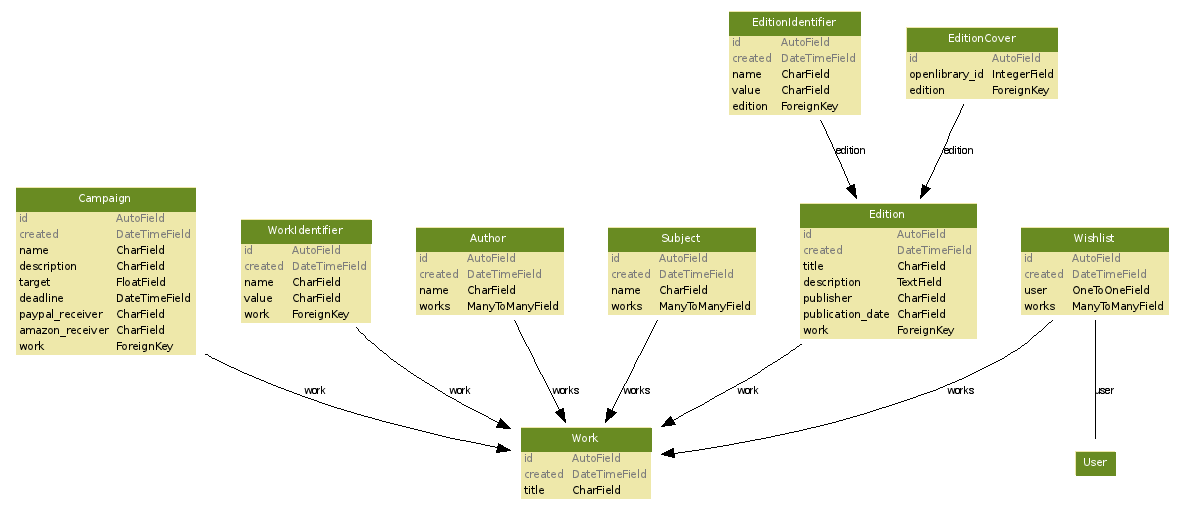 EditionIdentifier
id AutoField
created DateTimeField
name CharField
value CharField
edition ForeignKey
EditionCover
id AutoField
openlibrary_id IntegerField
edition ForeignKey
edition
edition
Campaign
id AutoField
created DateTimeField
name CharField
description CharField
target FloatField
deadline DateTimeField
paypal_receiver CharField
amazon_receiver CharField
work ForeignKey
WorkIdentifier
id AutoField
created DateTimeField
name CharField
value CharField
work ForeignKey
Author
id AutoField
created DateTimeField
name CharField
works ManyToManyField
Subject
id AutoField
created DateTimeField
name CharField
works ManyToManyField
Edition
id AutoField
created DateTimeField
title CharField
description TextField
publisher CharField
publication_date CharField
work ForeignKey
Wishlist
id AutoField
created DateTimeField
user OneToOneField
works ManyToManyField
work
work
works
works
work
works
user
Work
id AutoField
created DateTimeField
title CharField
User